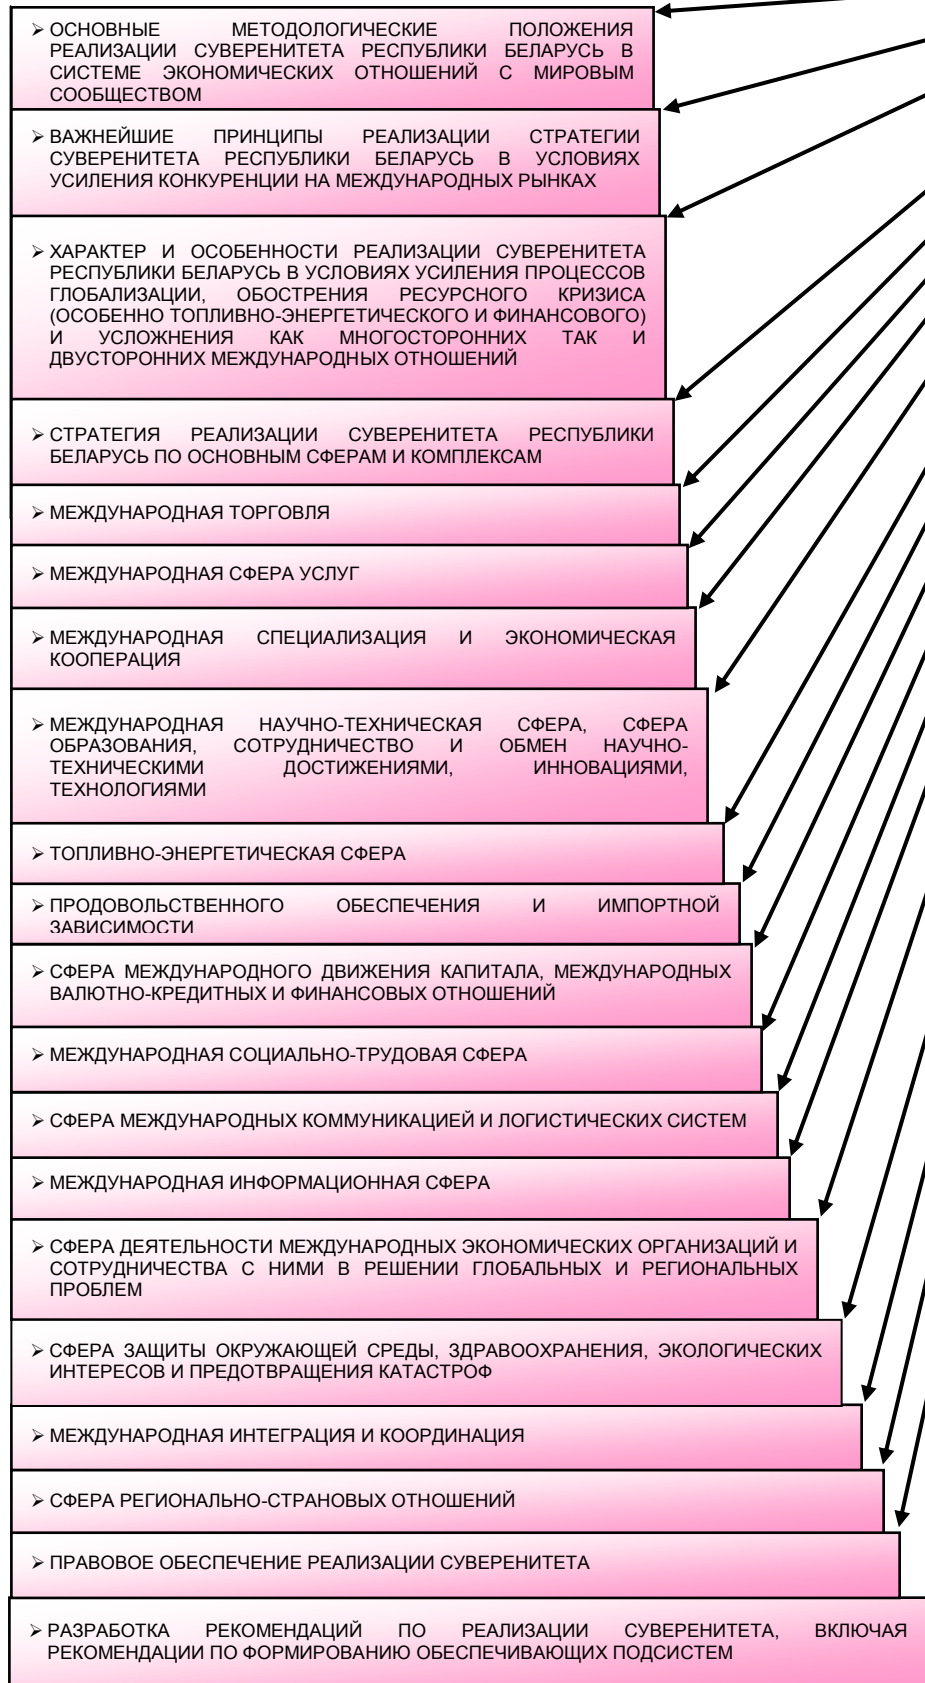 ➢ ОСНОВНЫЕ МЕТОДОЛОГИЧЕСКИЕ ПОЛОЖЕНИЯ
РЕАЛИЗАЦИИ СУВЕРЕНИТЕТА РЕСПУБЛИКИ БЕЛАРУСЬ В
СИСТЕМЕ ЭКОНОМИЧЕСКИХ ОТНОШЕНИЙ С МИРОВЫМ
СООБЩЕСТВОМ
➢ ВАЖНЕЙШИЕ ПРИНЦИПЫ РЕАЛИЗАЦИИ СТРАТЕГИИ
СУВЕРЕНИТЕТА РЕСПУБЛИКИ БЕЛАРУСЬ В УСЛОВИЯХ
УСИЛЕНИЯ КОНКУРЕНЦИИ НА МЕЖДУНАРОДНЫХ РЫНКАХ
➢ ХАРАКТЕР И ОСОБЕННОСТИ РЕАЛИЗАЦИИ СУВЕРЕНИТЕТА
РЕСПУБЛИКИ БЕЛАРУСЬ В УСЛОВИЯХ УСИЛЕНИЯ ПРОЦЕССОВ
ГЛОБАЛИЗАЦИИ, ОБОСТРЕНИЯ РЕСУРСНОГО КРИЗИСА
(ОСОБЕННО ТОПЛИВНО-ЭНЕРГЕТИЧЕСКОГО И ФИНАНСОВОГО)
И УСЛОЖНЕНИЯ КАК МНОГОСТОРОННИХ ТАК И
ДВУСТОРОННИХ МЕЖДУНАРОДНЫХ ОТНОШЕНИЙ
➢ СТРАТЕГИЯ РЕАЛИЗАЦИИ СУВЕРЕНИТЕТА РЕСПУБЛИКИ
БЕЛАРУСЬ ПО ОСНОВНЫМ СФЕРАМ И КОМПЛЕКСАМ
➢ МЕЖДУНАРОДНАЯ ТОРГОВЛЯ
➢ МЕЖДУНАРОДНАЯ СФЕРА УСЛУГ
➢ МЕЖДУНАРОДНАЯ СПЕЦИАЛИЗАЦИЯ И ЭКОНОМИЧЕСКАЯ
КООПЕРАЦИЯ
➢ МЕЖДУНАРОДНАЯ НАУЧНО-ТЕХНИЧЕСКАЯ СФЕРА, СФЕРА
ОБРАЗОВАНИЯ, СОТРУДНИЧЕСТВО И ОБМЕН НАУЧНО-
ТЕХНИЧЕСКИМИ ДОСТИЖЕНИЯМИ, ИННОВАЦИЯМИ,
ТЕХНОЛОГИЯМИ
➢ ТОПЛИВНО-ЭНЕРГЕТИЧЕСКАЯ СФЕРА
➢ ПРОДОВОЛЬСТВЕННОГО ОБЕСПЕЧЕНИЯ И ИМПОРТНОЙ
ЗАВИСИМОСТИ
➢ СФЕРА МЕЖДУНАРОДНОГО ДВИЖЕНИЯ КАПИТАЛА, МЕЖДУНАРОДНЫХ
ВАЛЮТНО-КРЕДИТНЫХ И ФИНАНСОВЫХ ОТНОШЕНИЙ
➢ МЕЖДУНАРОДНАЯ СОЦИАЛЬНО-ТРУДОВАЯ СФЕРА
➢ СФЕРА МЕЖДУНАРОДНЫХ КОММУНИКАЦИЕЙ И ЛОГИСТИЧЕСКИХ СИСТЕМ
➢ МЕЖДУНАРОДНАЯ ИНФОРМАЦИОННАЯ СФЕРА
➢ СФЕРА ДЕЯТЕЛЬНОСТИ МЕЖДУНАРОДНЫХ ЭКОНОМИЧЕСКИХ ОРГАНИЗАЦИЙ И
СОТРУДНИЧЕСТВА С НИМИ В РЕШЕНИИ ГЛОБАЛЬНЫХ И РЕГИОНАЛЬНЫХ
ПРОБЛЕМ
➢ СФЕРА ЗАЩИТЫ ОКРУЖАЮЩЕЙ СРЕДЫ, ЗДРАВООХРАНЕНИЯ, ЭКОЛОГИЧЕСКИХ
ИНТЕРЕСОВ И ПРЕДОТВРАЩЕНИЯ КАТАСТРОФ
➢ МЕЖДУНАРОДНАЯ ИНТЕГРАЦИЯ И КООРДИНАЦИЯ
➢ СФЕРА РЕГИОНАЛЬНО-СТРАНОВЫХ ОТНОШЕНИЙ
➢ ПРАВОВОЕ ОБЕСПЕЧЕНИЕ РЕАЛИЗАЦИИ СУВЕРЕНИТЕТА
➢ РАЗРАБОТКА РЕКОМЕНДАЦИЙ ПО РЕАЛИЗАЦИИ СУВЕРЕНИТЕТА, ВКЛЮЧАЯ
РЕКОМЕНДАЦИИ ПО ФОРМИРОВАНИЮ ОБЕСПЕЧИВАЮЩИХ ПОДСИСТЕМ